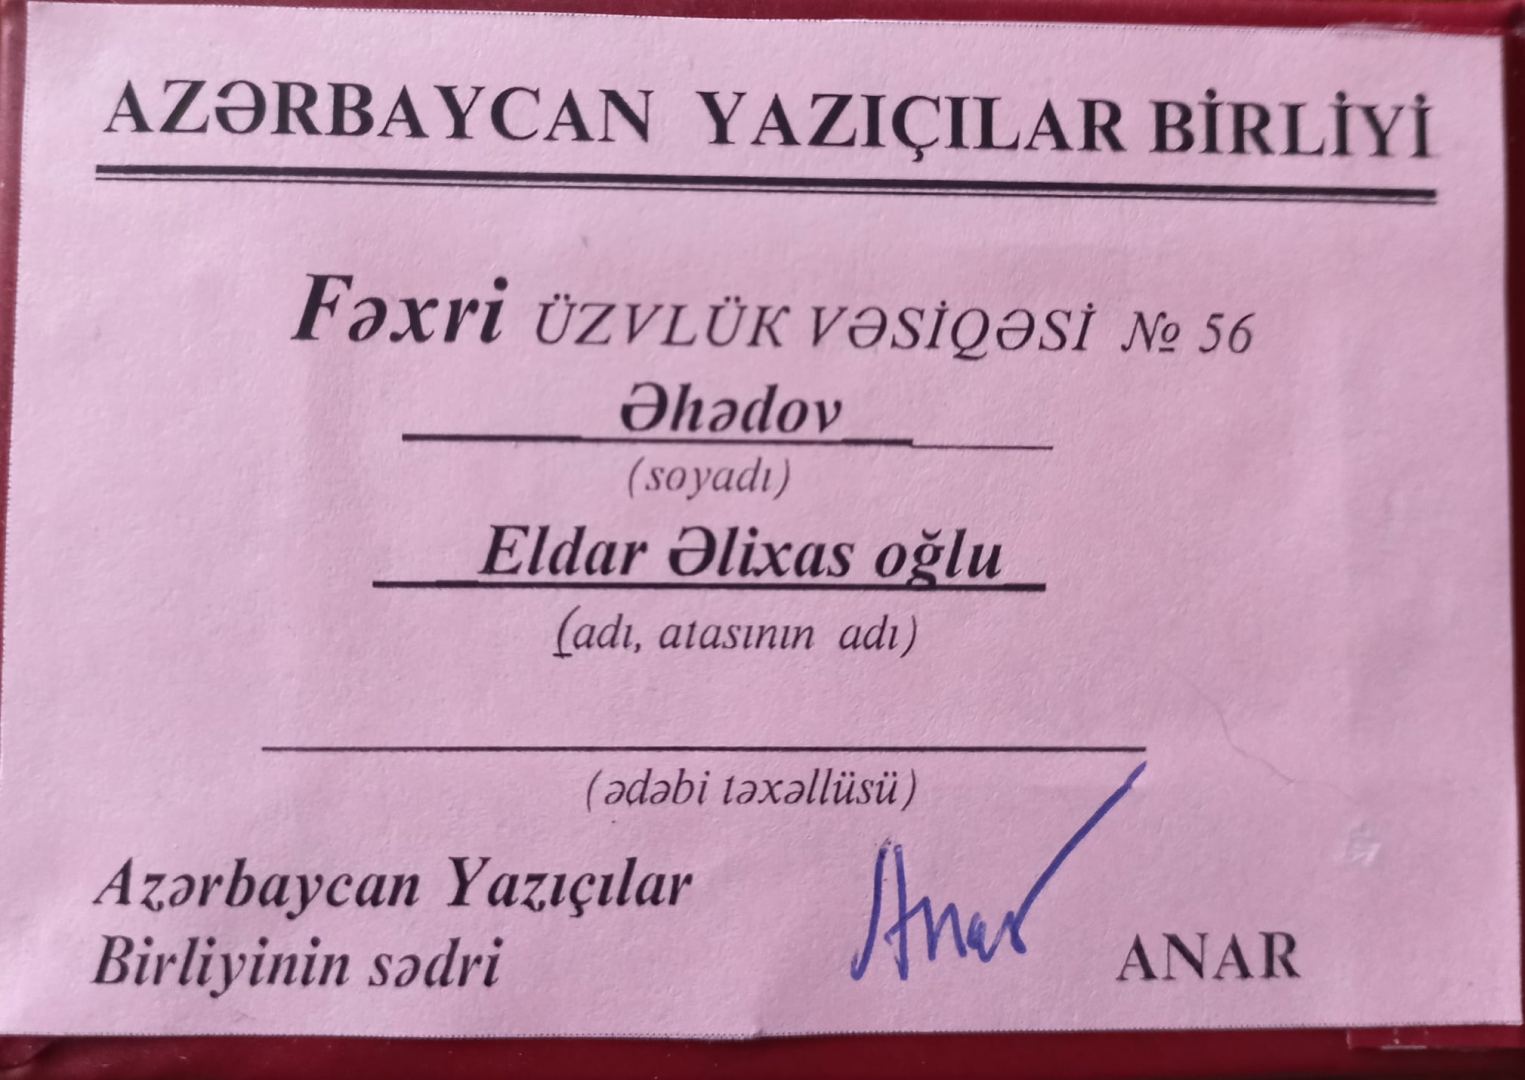 AZƏRBAYCAN YAZIÇILAR BİRLİYİ
Fəxri ÜZVLÜK VƏSİQƏSİ № 56
Əhədov
(soyadı)
Eldar Əlixas oğlu
(adı, atasının adı)
(ədəbi təxəllüsü)
Azərbaycan Yazıçılar
Birliyinin sədri
Anar
ANAR